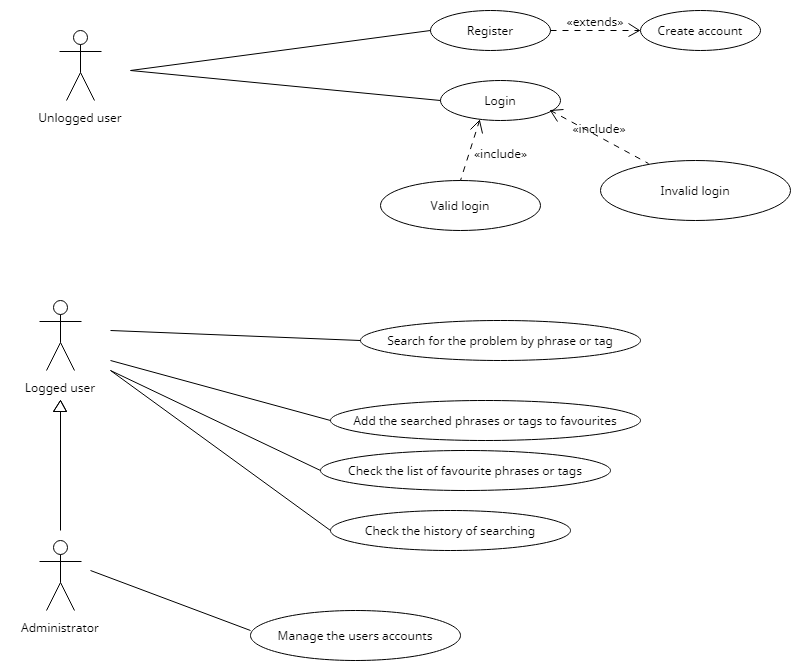 «extends»
Register
Create account
Unlogged user
Login
«include»
«include»
Valid login
Invalid login
Search for the problem by phrase or tag
Logged user
Add the searched phrases or tags to favourites
Check the list of favourite phrases or tags
Check the history of searching
Administrator
Manage the users accounts